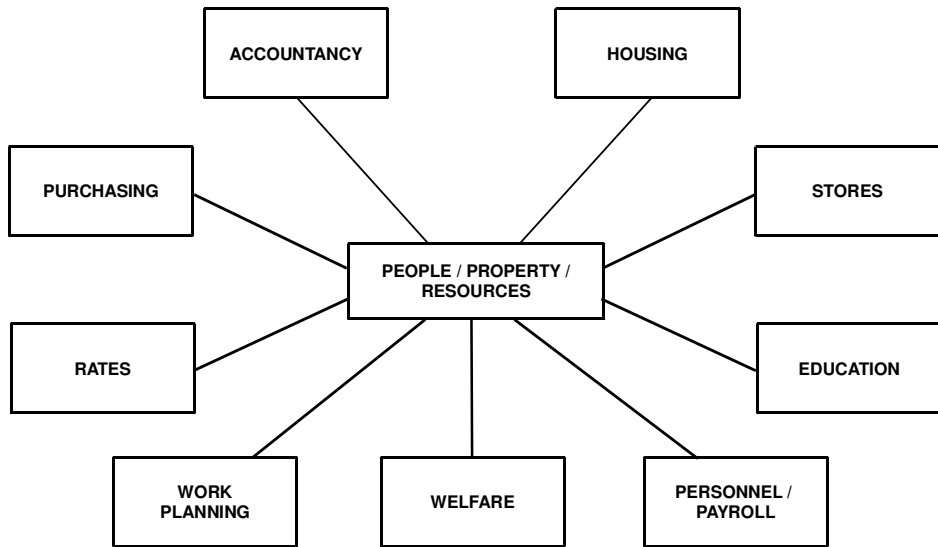 ACCOUNTANCY
HOUSING
PURCHASING
STORES
PEOPLE / PROPERTY /
RESOURCES
RATES
EDUCATION
WORK
PLANNING
WELFARE
PERSONNEL /
PAYROLL